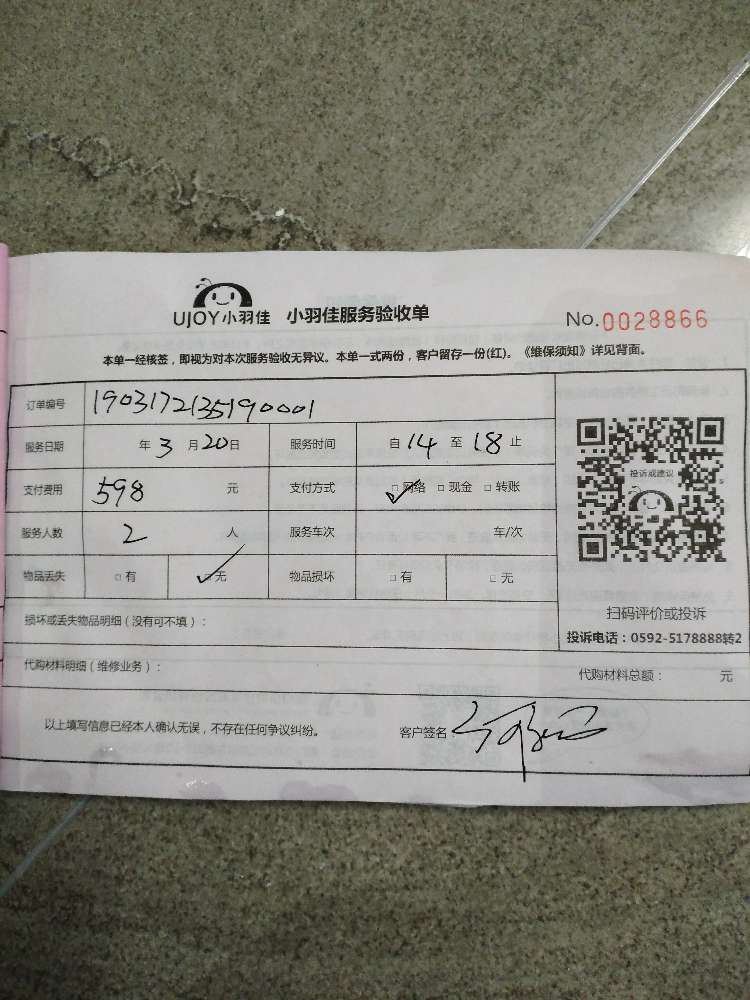 UJOY小羽佳 小羽佳服务验收单 No.0028866
本单一经核签，即视为对本次服务验收无异议。本单一式两份，客户留存一份(红)。《维保须知》详见背面。
订单编号 1903172135190001
服务日期 年 3 月 20 日 服务时间 自 14 至 18 止
支付费用 598 元 支付方式 □网络 □现金 □转账
服务人数 2 人 服务车次 车/次
物品丢失 □有 □无 物品损坏 □有 □无
投诉或建议
扫码评价或投诉
投诉电话：0592-5178888转2
损坏或丢失物品明细（没有可不填）：
代购材料明细（维修业务）： 代购材料总额： 元
以上填写信息已经本人确认无误，不存在任何争议纠纷。 客户签名